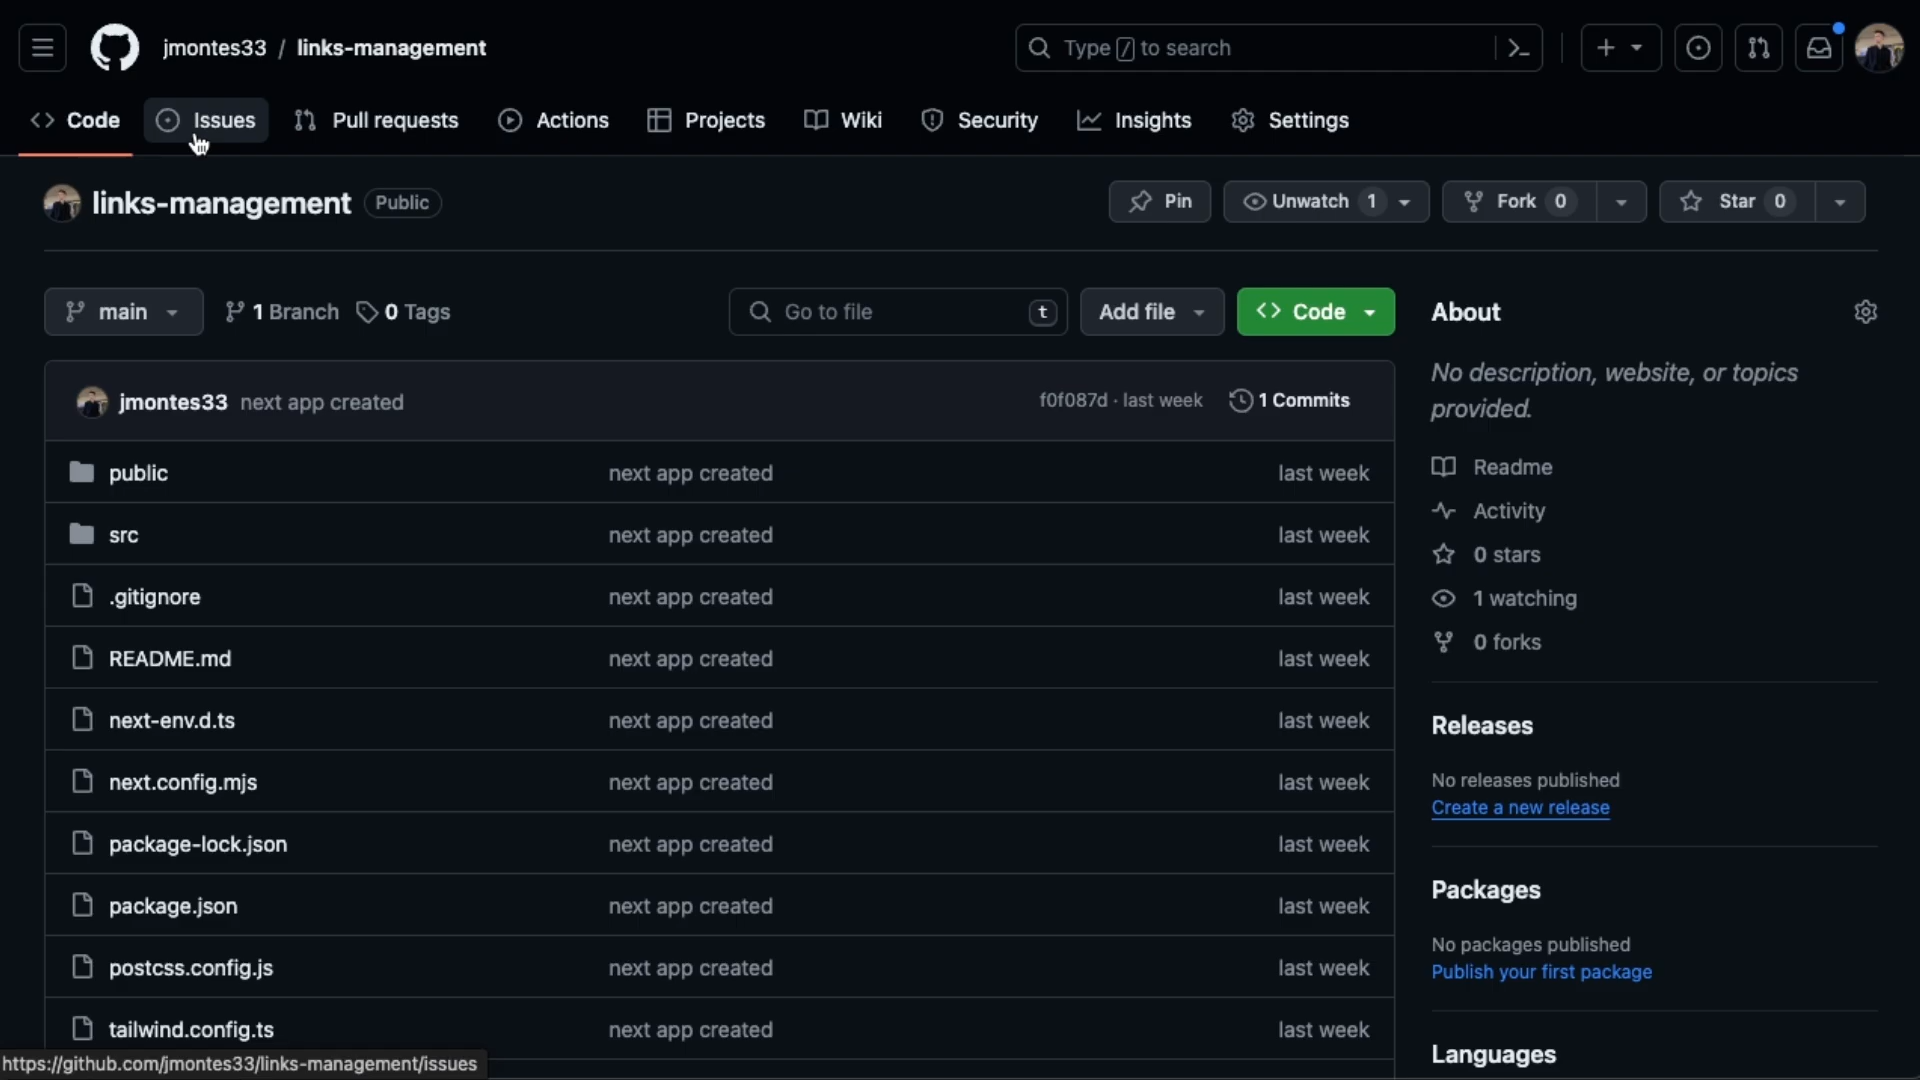 jmontes33 / links-management
Type / to search
Code
Issues
Pull requests
Actions
Projects
Wiki
Security
Insights
Settings
links-management Public
Pin
Unwatch 1
Fork 0
Star 0
main
1 Branch
0 Tags
Go to file t
Add file
Code
jmontes33 next app created f0f087d · last week 1 Commits
public next app created last week
src next app created last week
.gitignore next app created last week
README.md next app created last week
next-env.d.ts next app created last week
next.config.mjs next app created last week
package-lock.json next app created last week
package.json next app created last week
postcss.config.js next app created last week
tailwind.config.ts next app created last week
About
No description, website, or topics
provided.
Readme
Activity
0 stars
1 watching
0 forks
Releases
No releases published
Create a new release
Packages
No packages published
Publish your first package
Languages
https://github.com/jmontes33/links-management/issues